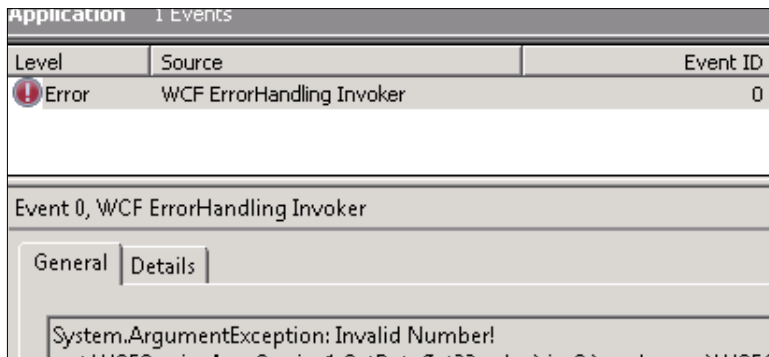 Application 1 Events
Level Source Event ID
Error WCF ErrorHandling Invoker 0
Event 0, WCF ErrorHandling Invoker
General Details
System.ArgumentException: Invalid Number!